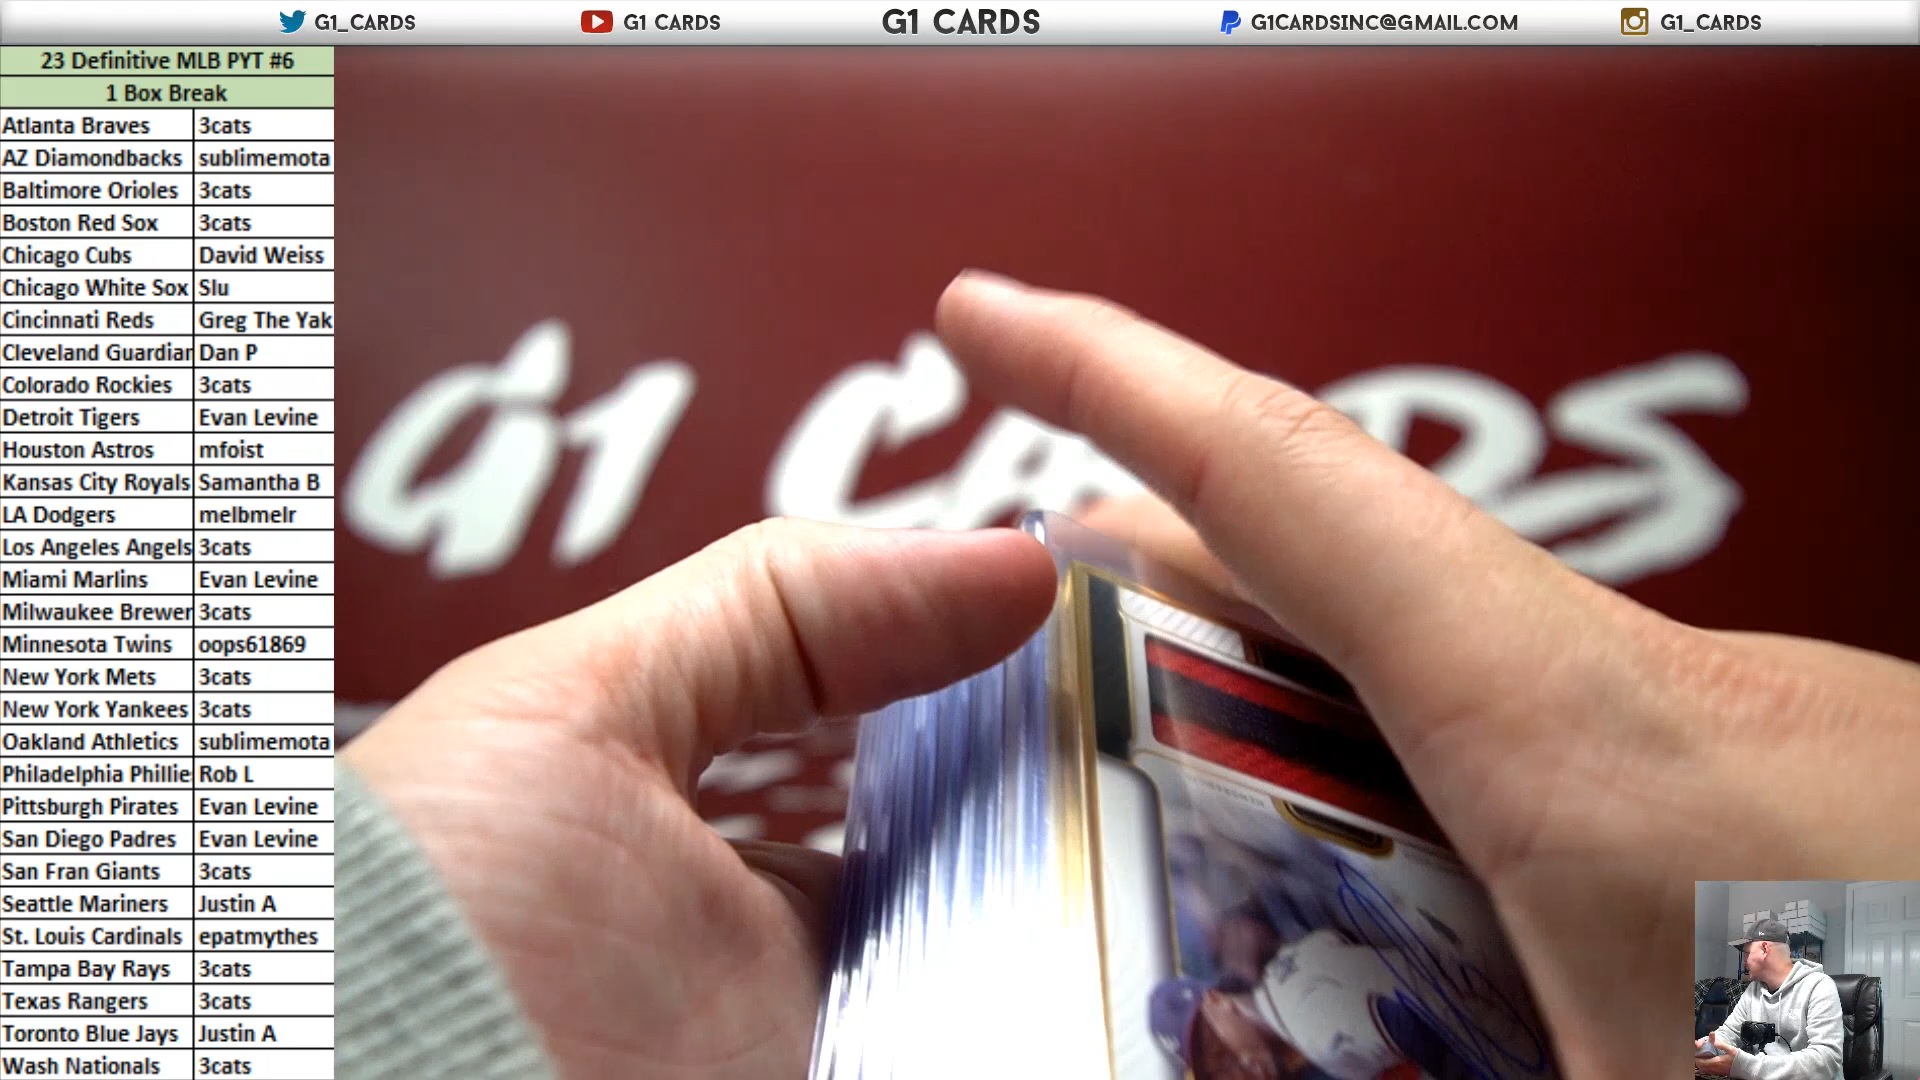 G1_CARDS
G1 CARDS
G1 CARDS
G1CARDSINC@GMAIL.COM
G1_CARDS
23 Definitive MLB PYT #6
1 Box Break
Atlanta Braves 3cats
AZ Diamondbacks sublimemota
Baltimore Orioles 3cats
Boston Red Sox 3cats
Chicago Cubs David Weiss
Chicago White Sox Slu
Cincinnati Reds Greg The Yak
Cleveland Guardian Dan P
Colorado Rockies 3cats
Detroit Tigers Evan Levine
Houston Astros mfoist
Kansas City Royals Samantha B
LA Dodgers melbmelr
Los Angeles Angels 3cats
Miami Marlins Evan Levine
Milwaukee Brewer 3cats
Minnesota Twins oops61869
New York Mets 3cats
New York Yankees 3cats
Oakland Athletics sublimemota
Philadelphia Phillie Rob L
Pittsburgh Pirates Evan Levine
San Diego Padres Evan Levine
San Fran Giants 3cats
Seattle Mariners Justin A
St. Louis Cardinals epatmythes
Tampa Bay Rays 3cats
Texas Rangers 3cats
Toronto Blue Jays Justin A
Wash Nationals 3cats
G1 CARDS